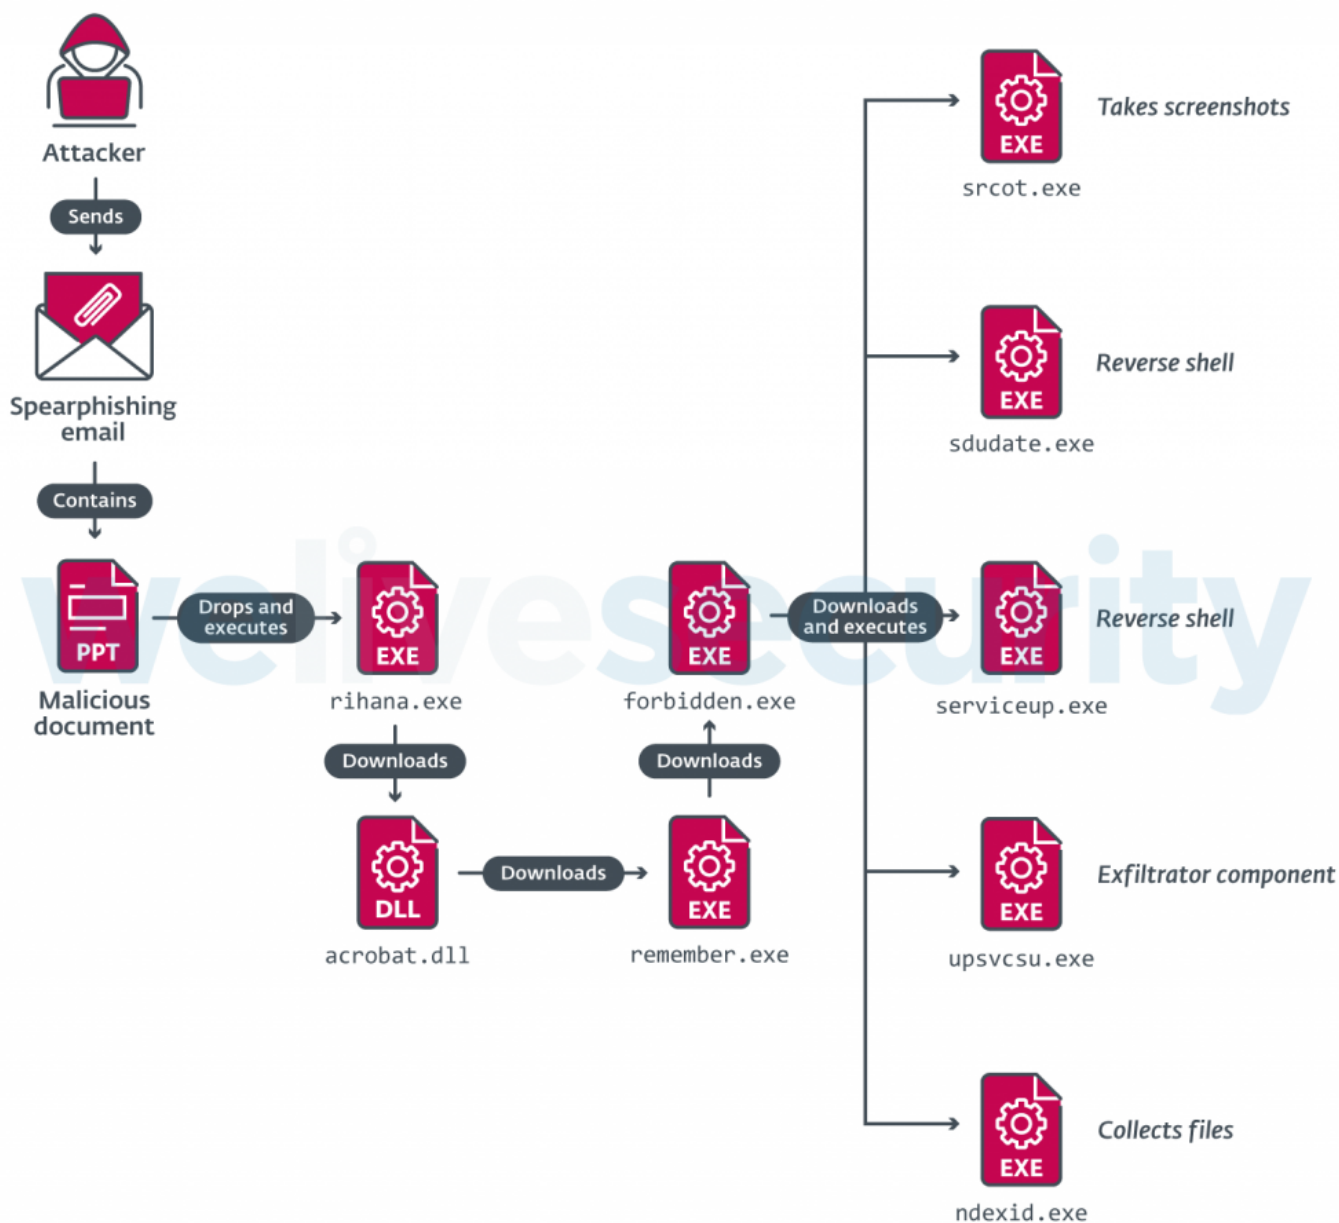 Attacker
Sends
Spearphishing
email
Contains
PPT
Malicious
document
Drops and
executes
EXE
rihana.exe
Downloads
DLL
acrobat.dll
Downloads
EXE
remember.exe
Downloads
EXE
forbidden.exe
Downloads
and executes
EXE
srcot.exe
Takes screenshots
EXE
sdudate.exe
Reverse shell
EXE
serviceup.exe
Reverse shell
EXE
upsvcsu.exe
Exfiltrator component
EXE
ndexid.exe
Collects files
welivesecurity